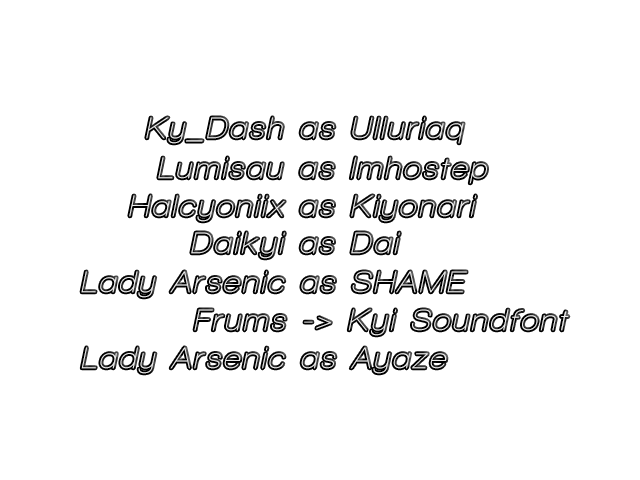 Ky_Dash as Ulluriaq
Lumisau as Imhostep
Halcyoniix as Kiyonari
Daikyi as Dai
Lady Arsenic as SHAME
Frums -> Kyi Soundfont
Lady Arsenic as Ayaze